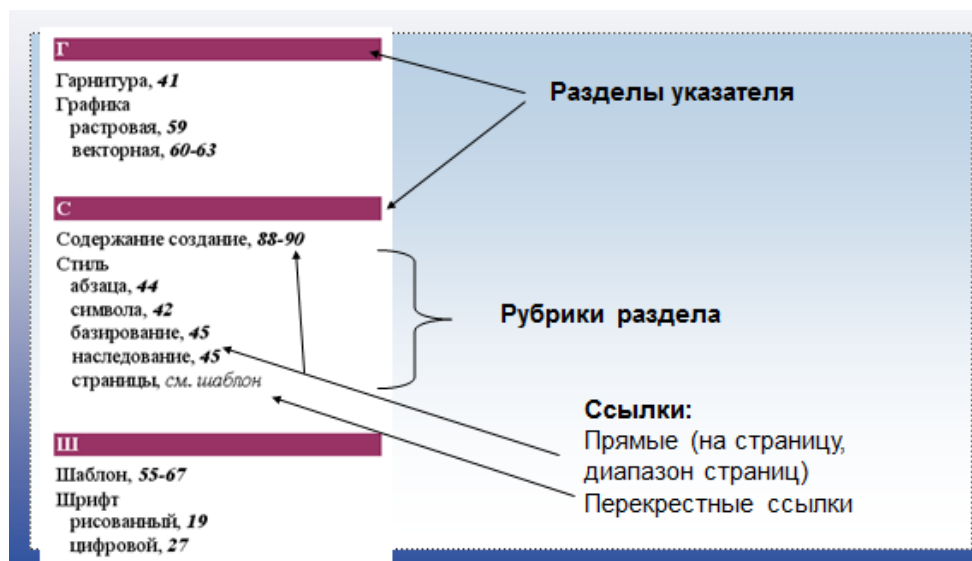 Г
Гарнитура, 41
Графика
растровая, 59
векторная, 60-63
С
Содержание создание, 88-90
Стиль
абзаца, 44
символа, 42
базирование, 45
наследование, 45
страницы, см. шаблон
Ш
Шаблон, 55-67
Шрифт
рисованный, 19
цифровой, 27
Разделы указателя
Рубрики раздела
Ссылки:
Прямые (на страницу,
диапазон страниц)
Перекрестные ссылки